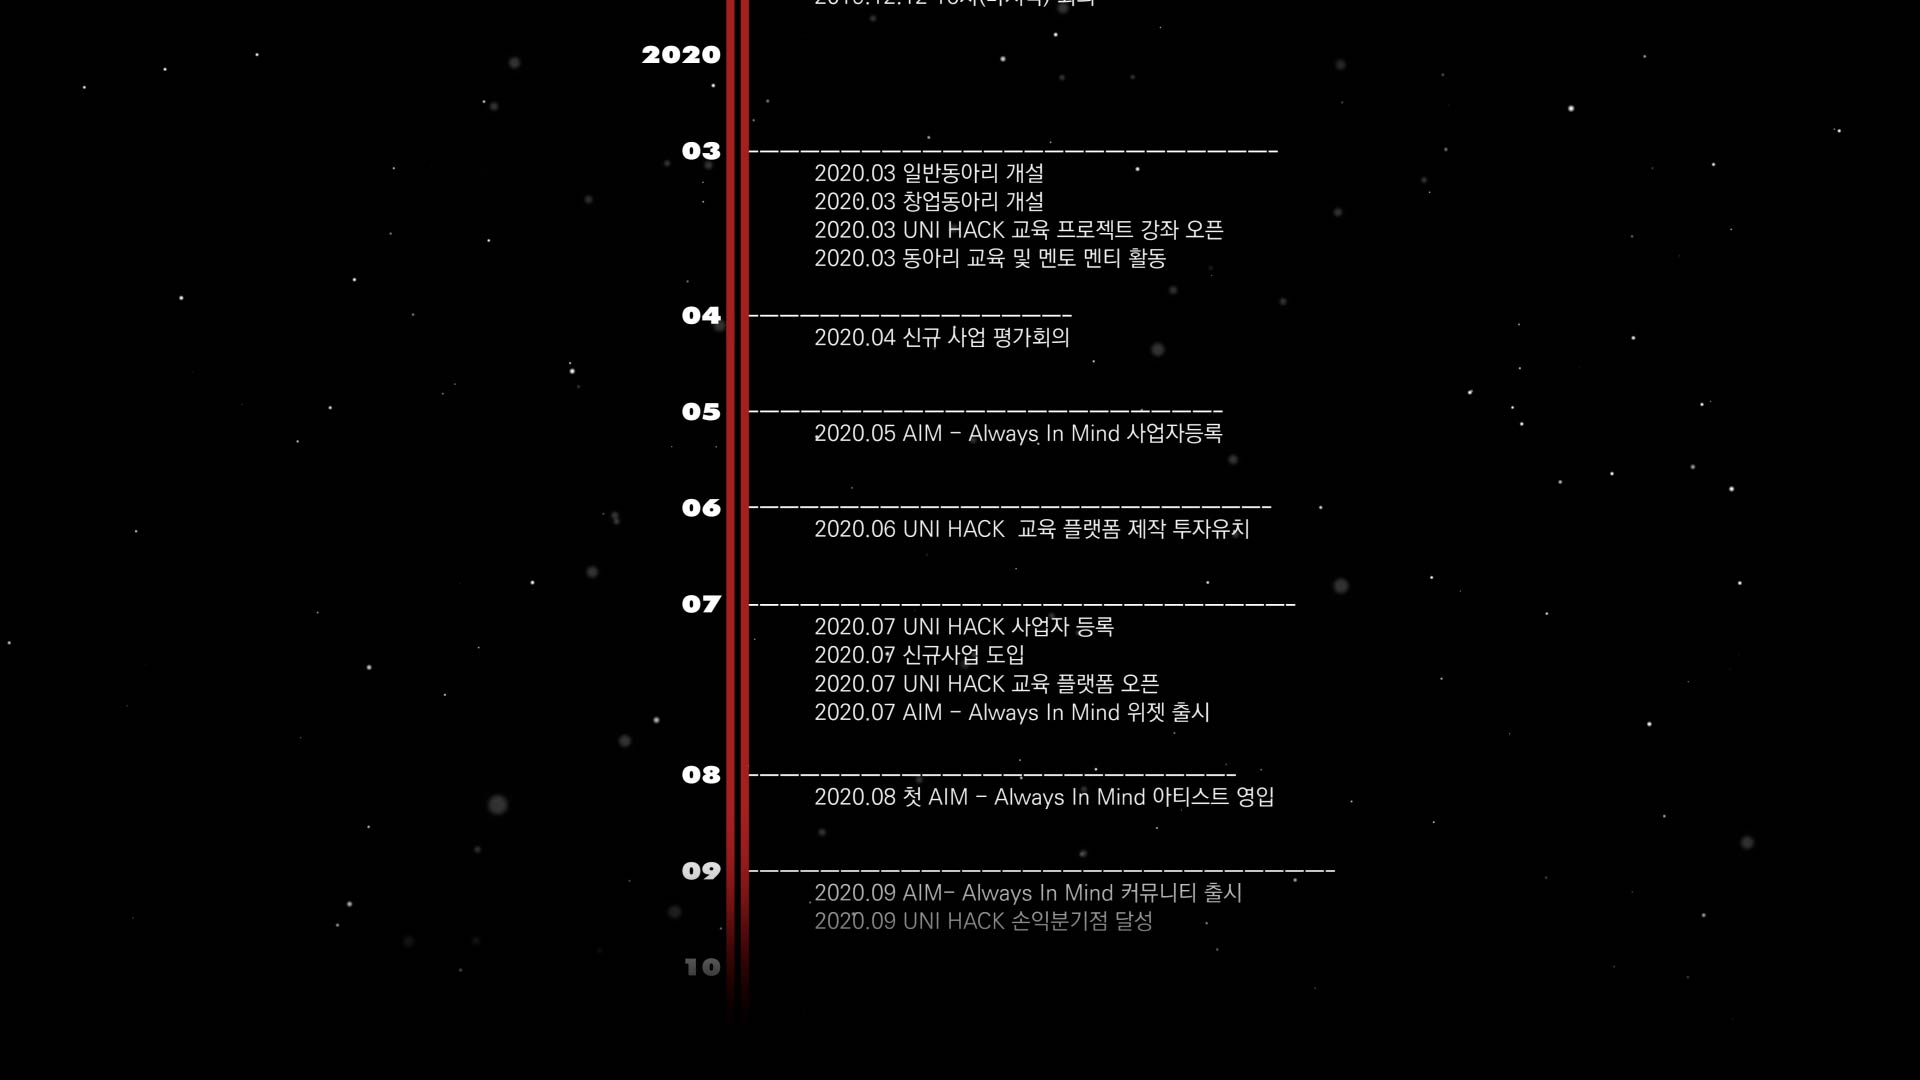 2020
03
2020.03 일반동아리 개설
2020.03 창업동아리 개설
2020.03 UNI HACK 교육 프로젝트 강좌 오픈
2020.03 동아리 교육 및 멘토 멘티 활동
04
2020.04 신규 사업 평가회의
05
2020.05 AIM - Always In Mind 사업자등록
06
2020.06 UNI HACK  교육 플랫폼 제작 투자유치
07
2020.07 UNI HACK 사업자 등록
2020.07 신규사업 도입
2020.07 UNI HACK 교육 플랫폼 오픈
2020.07 AIM - Always In Mind 위젯 출시
08
2020.08 첫 AIM - Always In Mind 아티스트 영입
09
2020.09 AIM- Always In Mind 커뮤니티 출시
2020.09 UNI HACK 손익분기점 달성
10